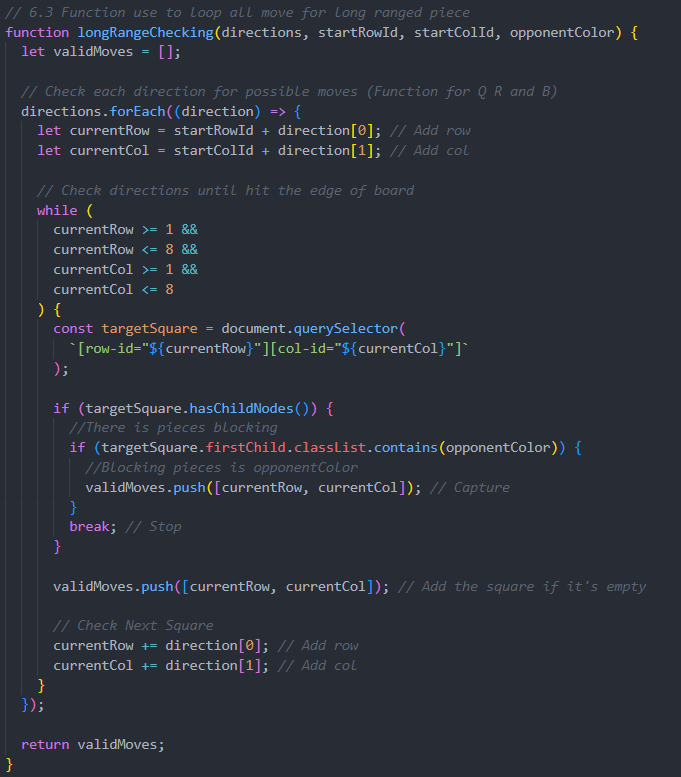 // 6.3 Function use to loop all move for long ranged piece
function longRangeChecking(directions, startRowId, startColId, opponentColor) {
  let validMoves = [];

  // Check each direction for possible moves (Function for Q R and B)
  directions.forEach((direction) => {
    let currentRow = startRowId + direction[0]; // Add row
    let currentCol = startColId + direction[1]; // Add col

    // Check directions until hit the edge of board
    while (
      currentRow >= 1 &&
      currentRow <= 8 &&
      currentCol >= 1 &&
      currentCol <= 8
    ) {
      const targetSquare = document.querySelector(
        `[row-id="${currentRow}"][col-id="${currentCol}"]`
      );

      if (targetSquare.hasChildNodes()) {
        //There is pieces blocking
        if (targetSquare.firstChild.classList.contains(opponentColor)) {
          //Blocking pieces is opponentColor
          validMoves.push([currentRow, currentCol]); // Capture
        }
        break; // Stop
      }

      validMoves.push([currentRow, currentCol]); // Add the square if it's empty

      // Check Next Square
      currentRow += direction[0]; // Add row
      currentCol += direction[1]; // Add col
    }
  });

  return validMoves;
}